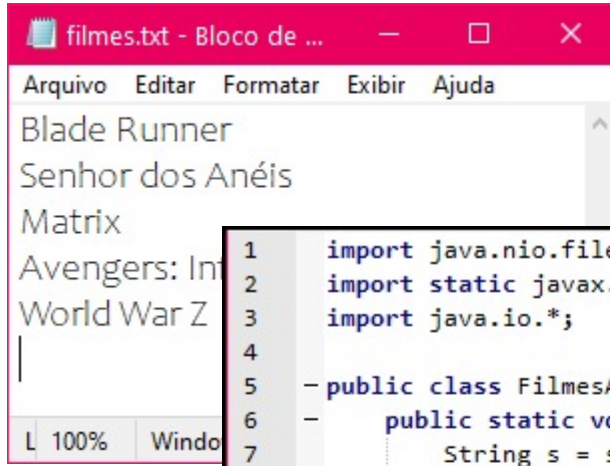 filmes.txt - Bloco de ...
Arquivo Editar Formatar Exibir Ajuda
Blade Runner
Senhor dos Anéis
Matrix
Avengers: In
World War Z
L 100% Windo
1 import java.nio.file
2 import static javax.
3 import java.io.*;
4
5 public class Filmes
6 public static vo
7 String s =